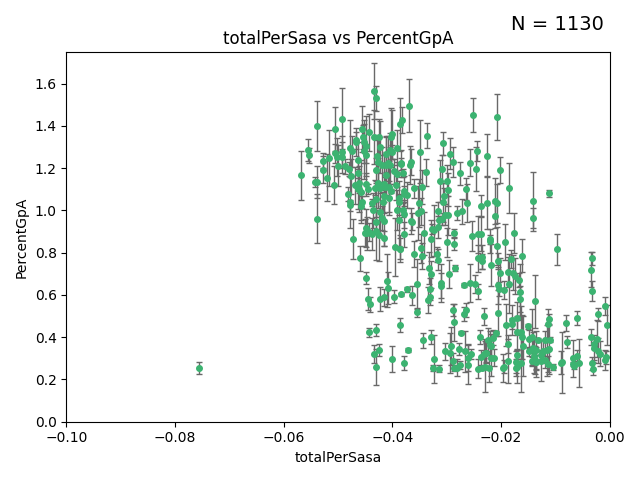 N = 1130
totalPerSasa vs PercentGpA
PercentGpA
1.6
1.4
1.2
1.0
0.8
0.6
0.4
0.2
0.0
−0.10 −0.08 −0.06 −0.04 −0.02 0.00
totalPerSasa